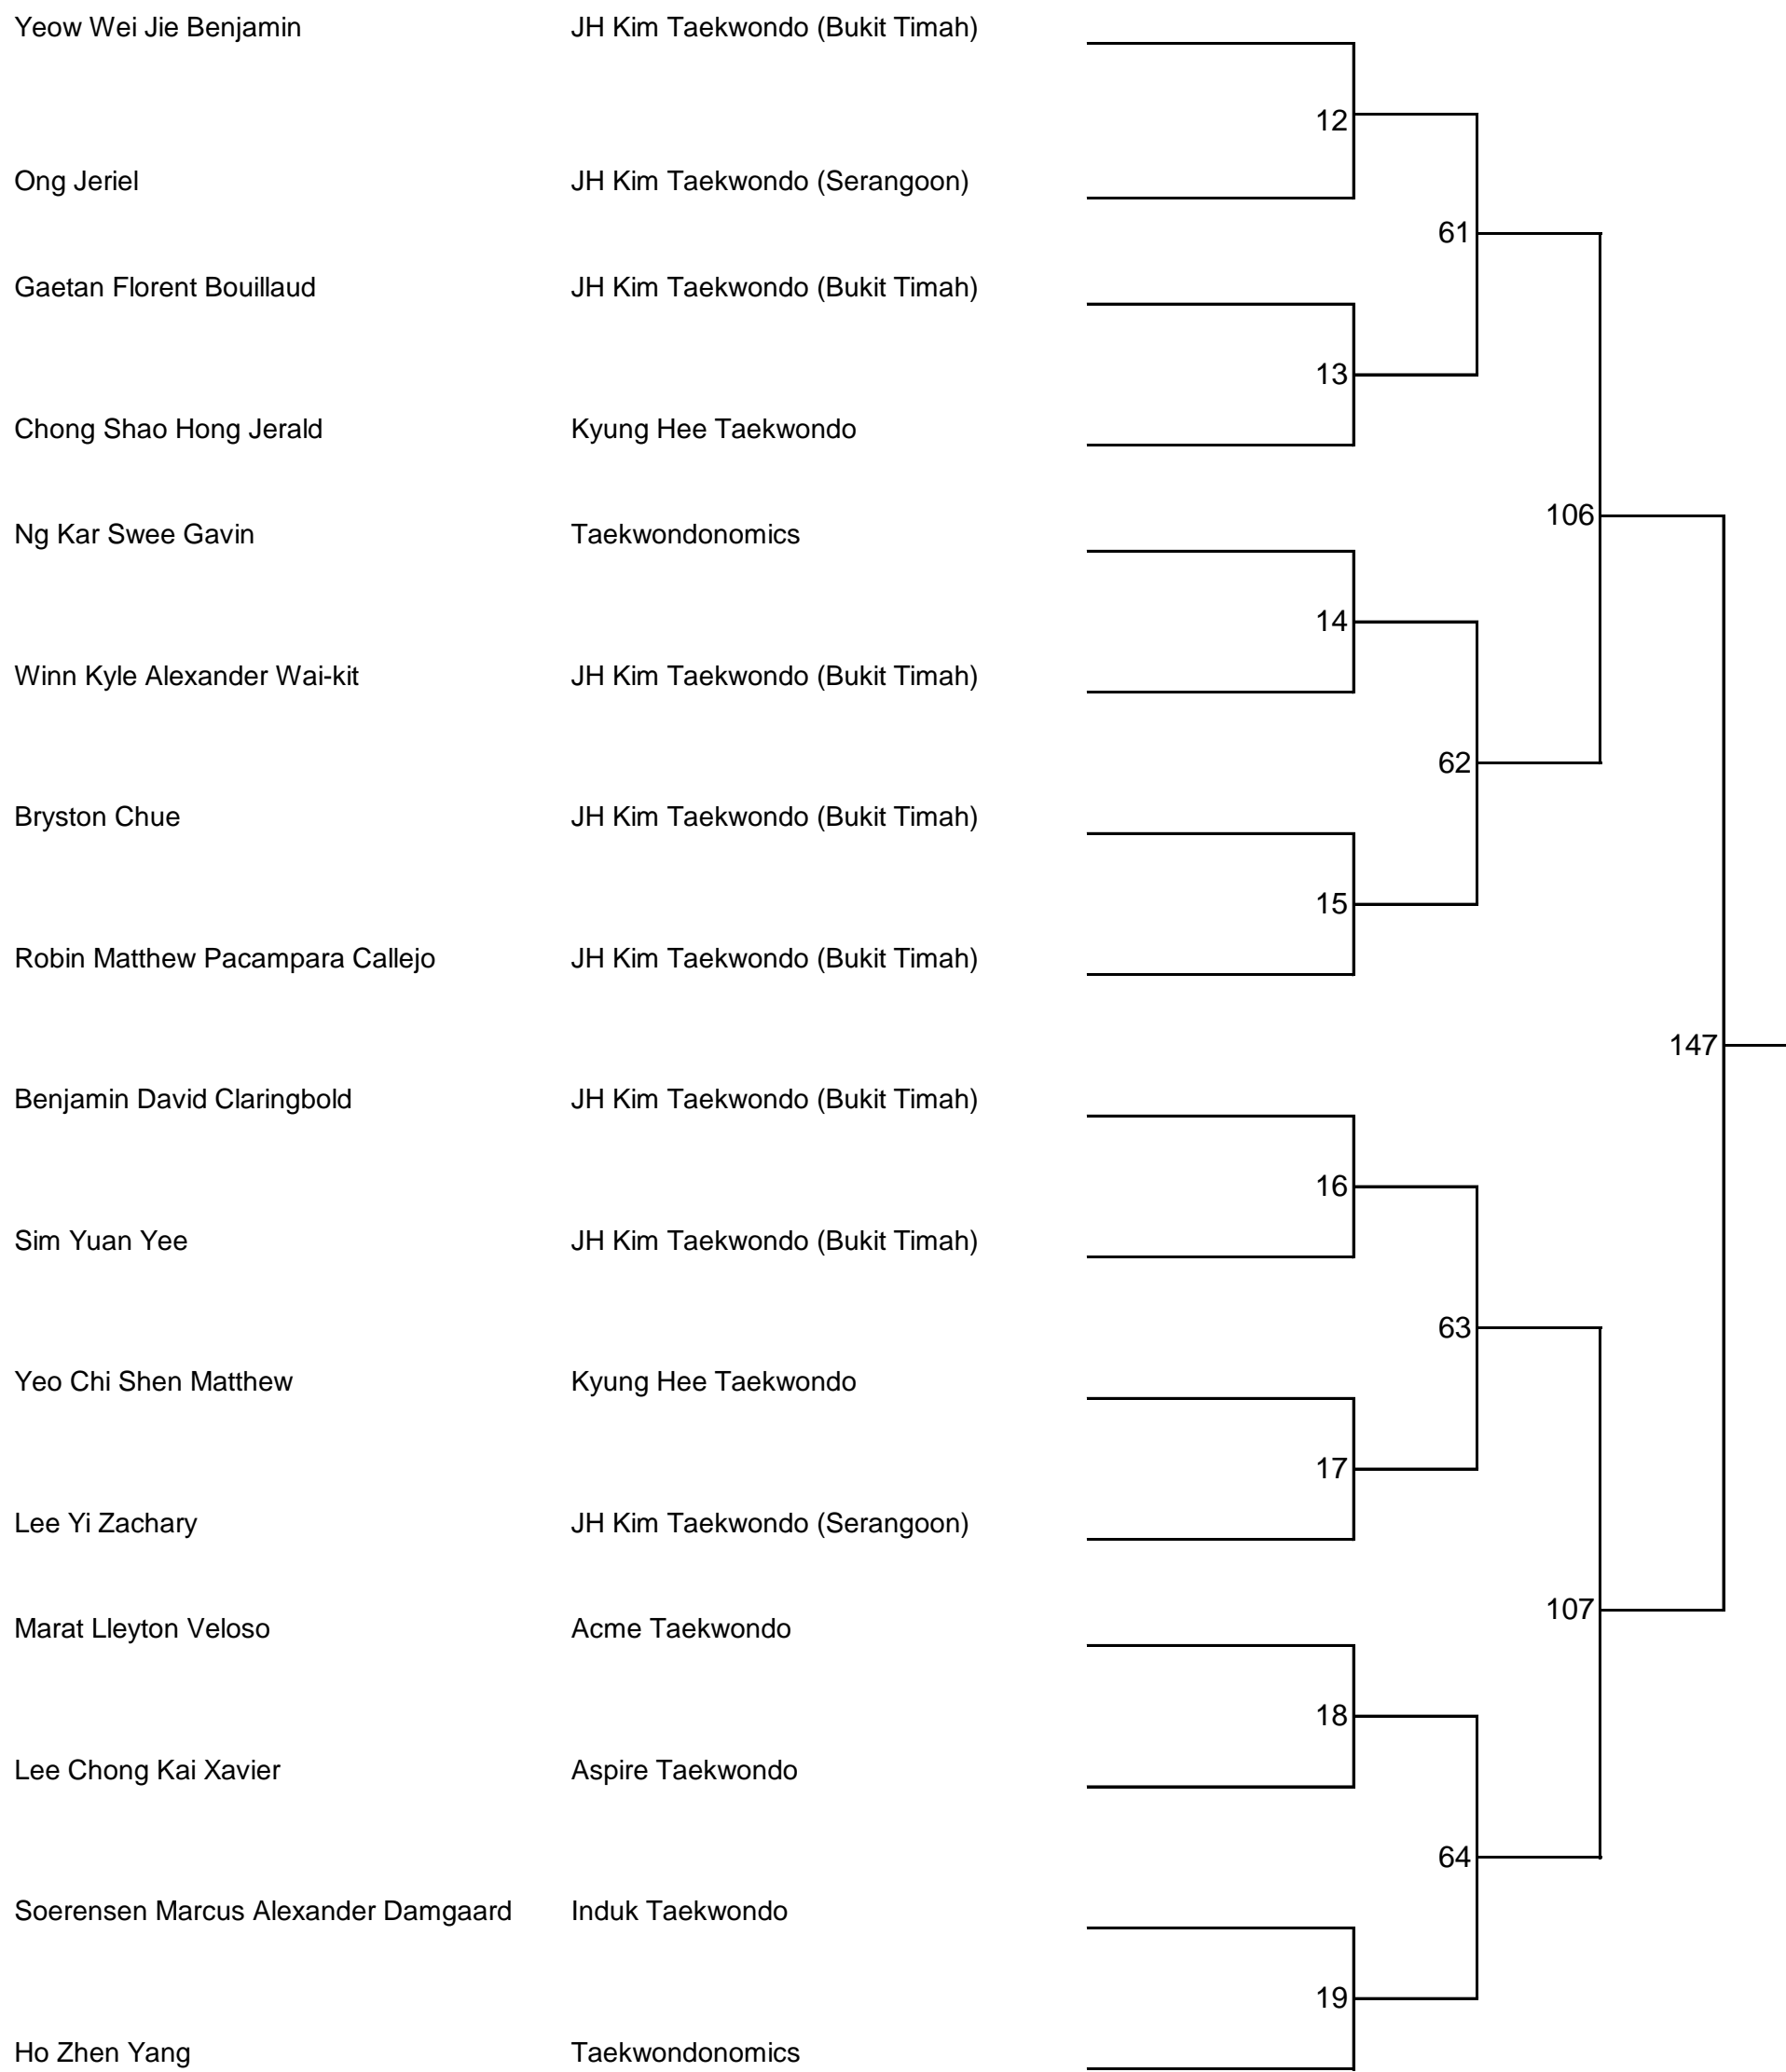 Yeow Wei Jie Benjamin JH Kim Taekwondo (Bukit Timah)
12
Ong Jeriel JH Kim Taekwondo (Serangoon)
61
Gaetan Florent Bouillaud JH Kim Taekwondo (Bukit Timah)
13
Chong Shao Hong Jerald Kyung Hee Taekwondo
106
Ng Kar Swee Gavin Taekwondonomics
14
Winn Kyle Alexander Wai-kit JH Kim Taekwondo (Bukit Timah)
62
Bryston Chue JH Kim Taekwondo (Bukit Timah)
15
Robin Matthew Pacampara Callejo JH Kim Taekwondo (Bukit Timah)
147
Benjamin David Claringbold JH Kim Taekwondo (Bukit Timah)
16
Sim Yuan Yee JH Kim Taekwondo (Bukit Timah)
63
Yeo Chi Shen Matthew Kyung Hee Taekwondo
17
Lee Yi Zachary JH Kim Taekwondo (Serangoon)
107
Marat Lleyton Veloso Acme Taekwondo
18
Lee Chong Kai Xavier Aspire Taekwondo
64
Soerensen Marcus Alexander Damgaard Induk Taekwondo
19
Ho Zhen Yang Taekwondonomics